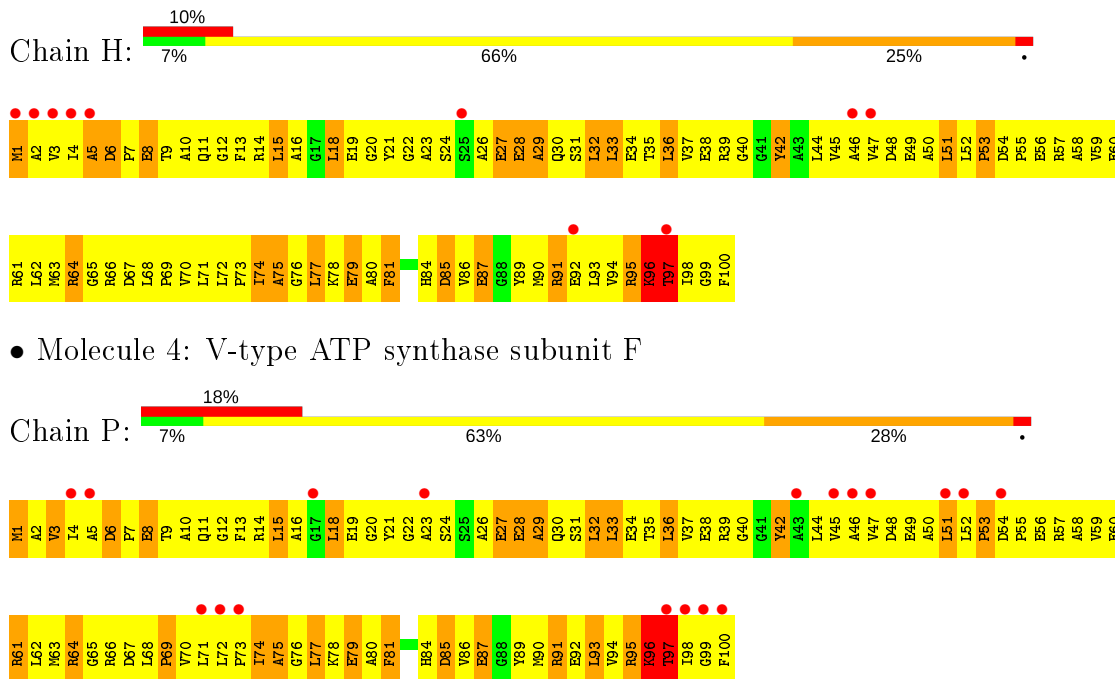 10%
Chain H:
7% 66% 25% •
M1 A2 V3 I4 A5 D6 P7 E8 T9 A10 Q11 G12 F13 R14 L15 A16 G17 L18 E19 G20 Y21 G22 A23 S24 S25 A26 E27 E28 A29 Q30 S31 L32 L33 E34 T35 L36 V37 E38 R39 G40 G41 Y42 A43 L44 V45 A46 V47 D48 E49 A50 L51 L52 P53 D54 P55 E56 R57 A58 V59 E60
R61 L62 M63 R64 G65 R66 D67 L68 P69 V70 L71 L72 P73 I74 A75 G76 L77 K78 E79 A80 F81 H84 D85 V86 E87 G88 Y89 M90 R91 E92 L93 V94 R95 K96 T97 I98 G99 F100
• Molecule 4: V-type ATP synthase subunit F
18%
Chain P:
7% 63% 28% •
M1 A2 V3 I4 A5 D6 P7 E8 T9 A10 Q11 G12 F13 R14 L15 A16 G17 L18 E19 G20 Y21 G22 A23 S24 S25 A26 E27 E28 A29 Q30 S31 L32 L33 E34 T35 L36 V37 E38 R39 G40 G41 Y42 A43 L44 V45 A46 V47 D48 E49 A50 L51 L52 P53 D54 P55 E56 R57 A58 V59 E60
R61 L62 M63 R64 G65 R66 D67 L68 P69 V70 L71 L72 P73 I74 A75 G76 L77 K78 E79 A80 F81 H84 D85 V86 E87 G88 Y89 M90 R91 E92 L93 V94 R95 K96 T97 I98 G99 F100